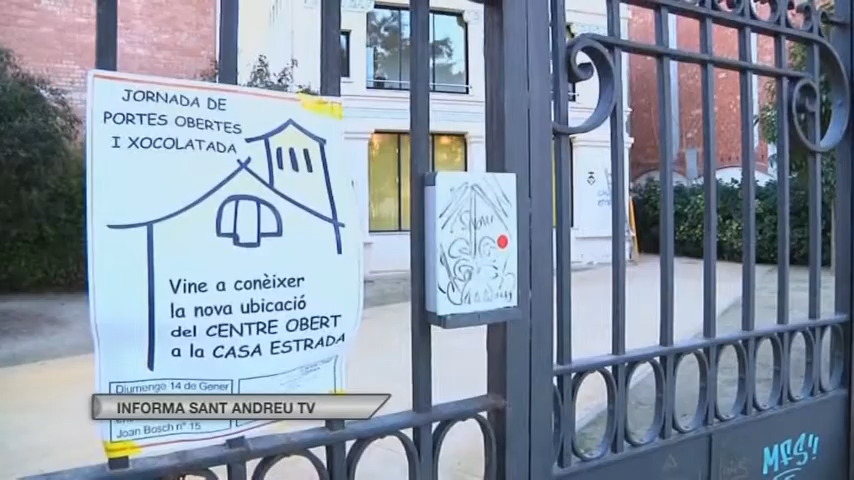 JORNADA DE
PORTES OBERTES
I XOCOLATADA
Vine a conèixer
la nova ubicació
del CENTRE OBERT
a la CASA ESTRADA
Diumenge 14 de Gener
INFORMA SANT ANDREU TV
Joan Bosch nº 15
MFS!!